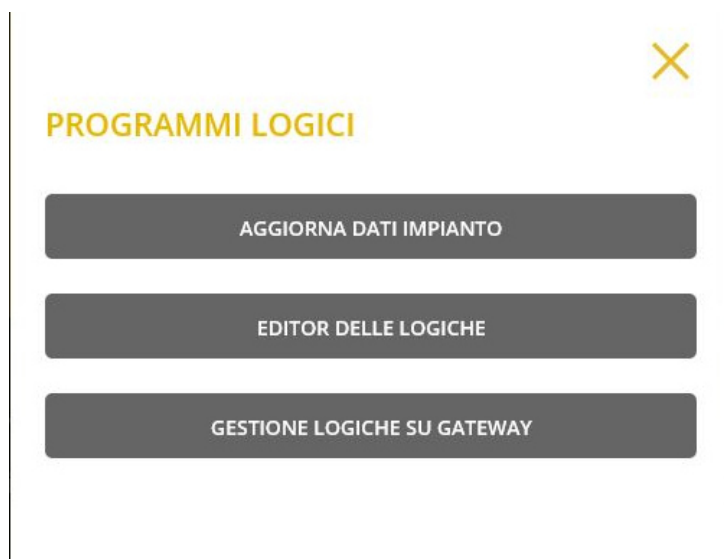 PROGRAMMI LOGICI
AGGIORNA DATI IMPIANTO
EDITOR DELLE LOGICHE
GESTIONE LOGICHE SU GATEWAY